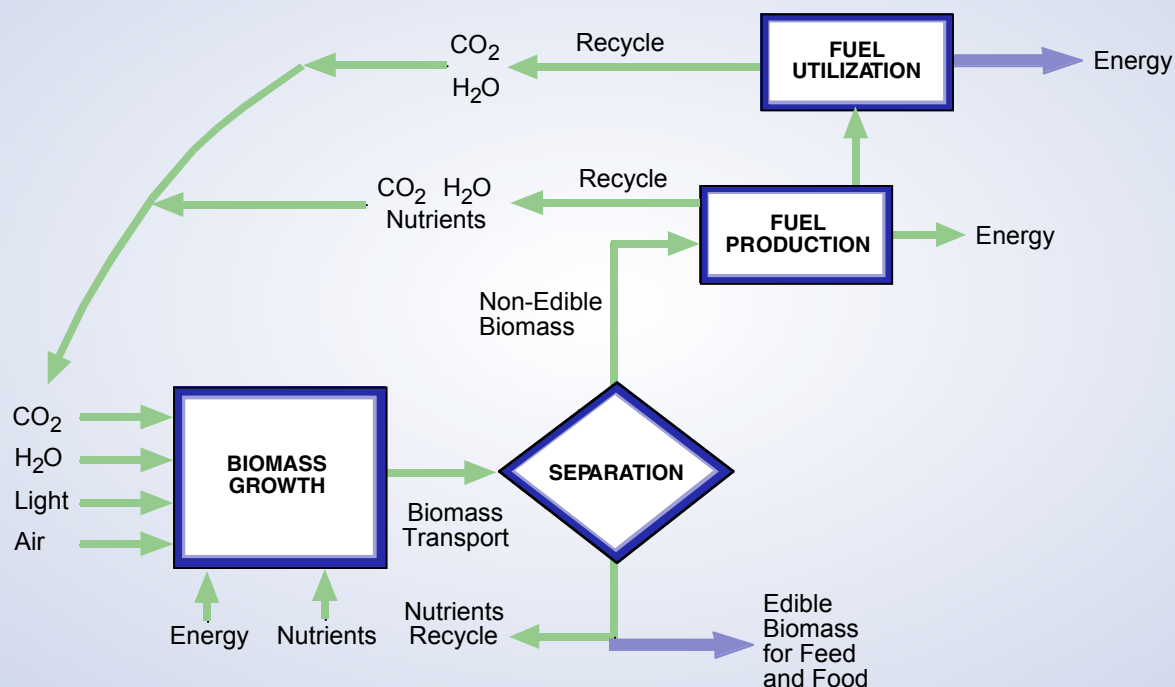 CO2
H2O
Recycle
FUEL
UTILIZATION
Energy
CO2 H2O
Nutrients
Recycle
FUEL
PRODUCTION
Energy
Non-Edible
Biomass
CO2
H2O
Light
Air
BIOMASS
GROWTH
Biomass
Transport
SEPARATION
Energy
Nutrients
Nutrients
Recycle
Edible
Biomass
for Feed
and Food